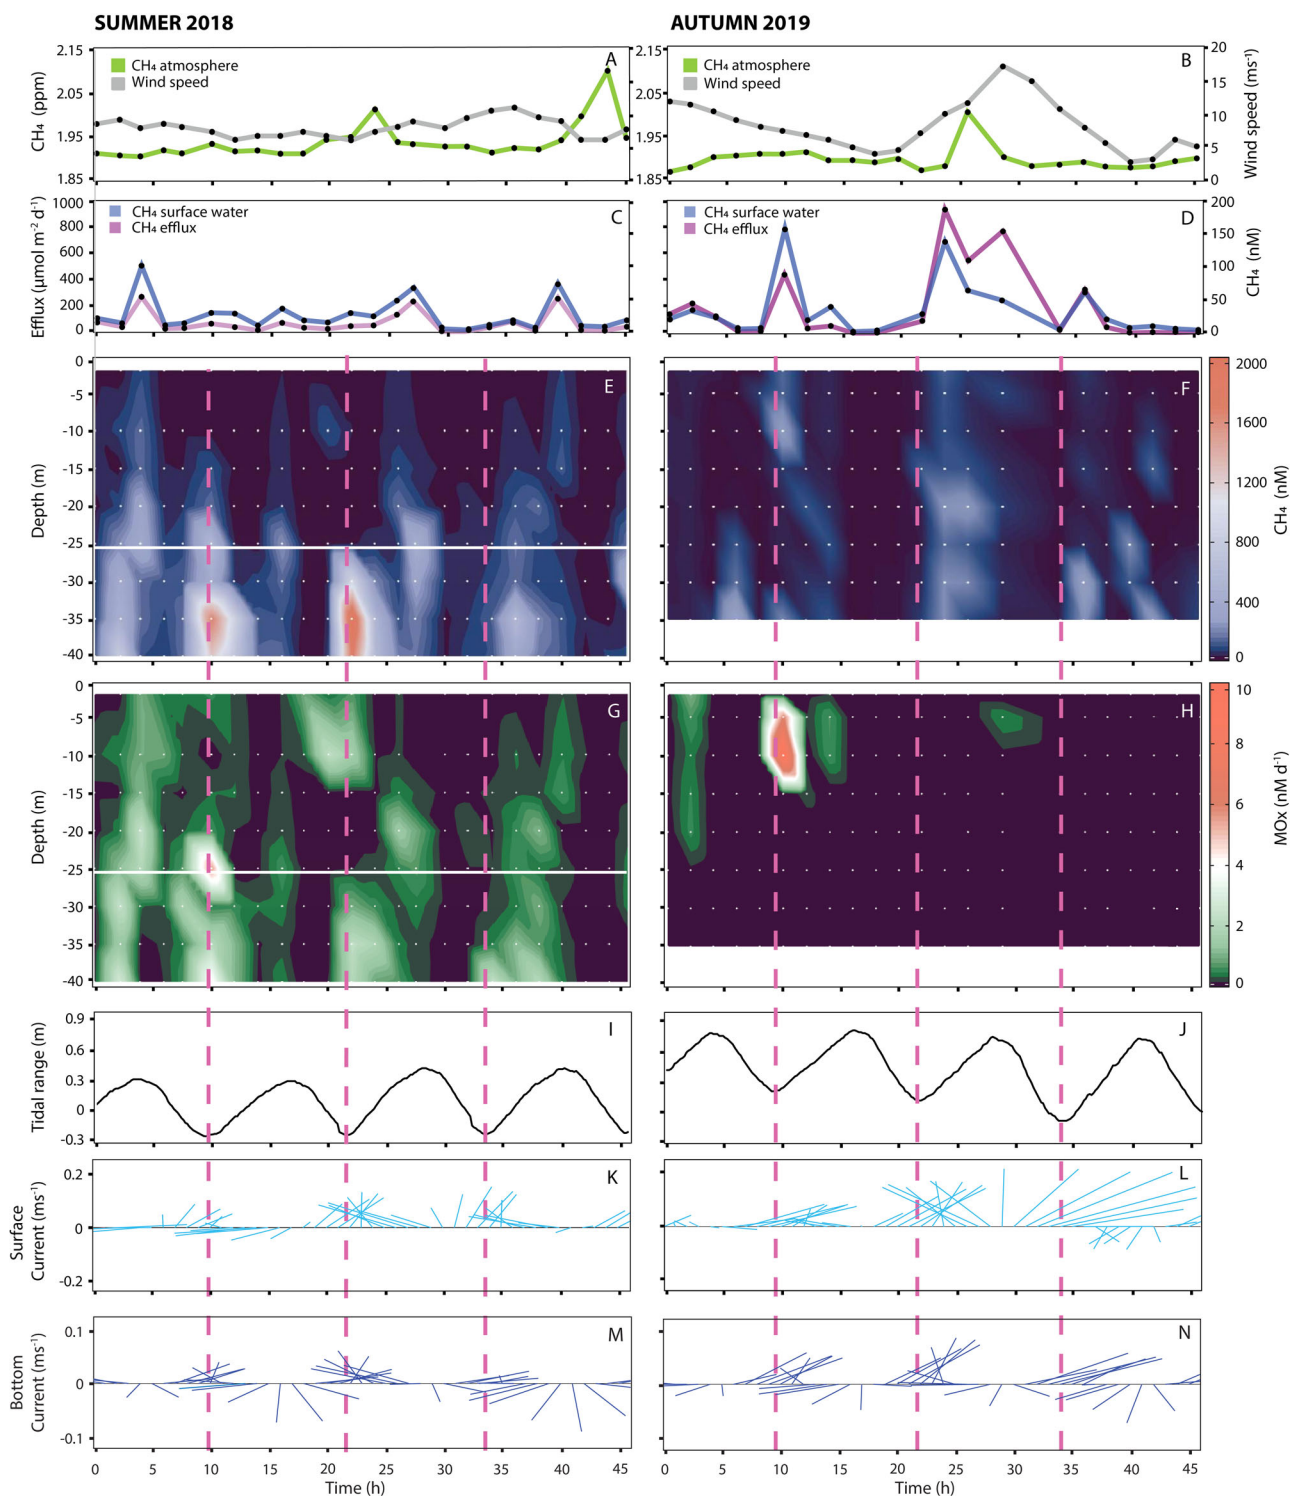 SUMMER 2018 AUTUMN 2019
2.15 2.05 1.95 1.85
CH₄ (ppm)
CH₄ atmosphere
Wind speed
A
2.15 2.05 1.95 1.85
CH₄ atmosphere
Wind speed
B
20 15 10 5 0
Wind speed (ms⁻¹)
1000 800 600 400 200 0
Efflux (µmol m⁻² d⁻¹)
CH₄ surface water
CH₄ efflux
C
CH₄ surface water
CH₄ efflux
D
200 150 100 50 0
CH₄ (nM)
0 -5 -10 -15 -20 -25 -30 -35 -40
Depth (m)
E
F
2000 1600 1200 800 400 0
CH₄ (nM)
0 -5 -10 -15 -20 -25 -30 -35 -40
Depth (m)
G
H
10 8 6 4 2 0
MOx (nM d⁻¹)
0.9 0.6 0.3 0 -0.3
Tidal range (m)
I
J
0.2 0 -0.2
Surface
Current (ms⁻¹)
K
L
0.1 0 -0.1
Bottom
Current (ms⁻¹)
M
N
0 5 10 15 20 25 30 35 40 45
Time (h)
0 5 10 15 20 25 30 35 40 45
Time (h)